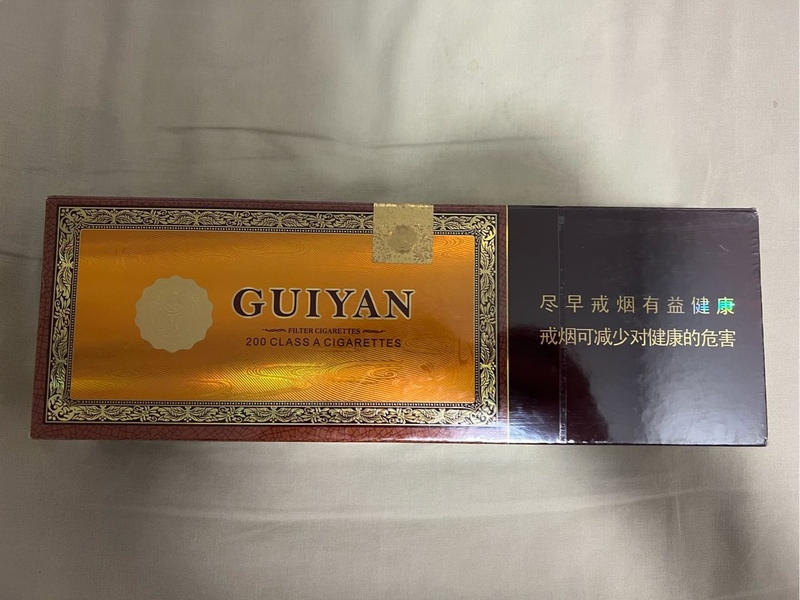 GUIYAN
FILTER CIGARETTES
200 CLASS A CIGARETTES
尽早戒烟有益健康
戒烟可减少对健康的危害